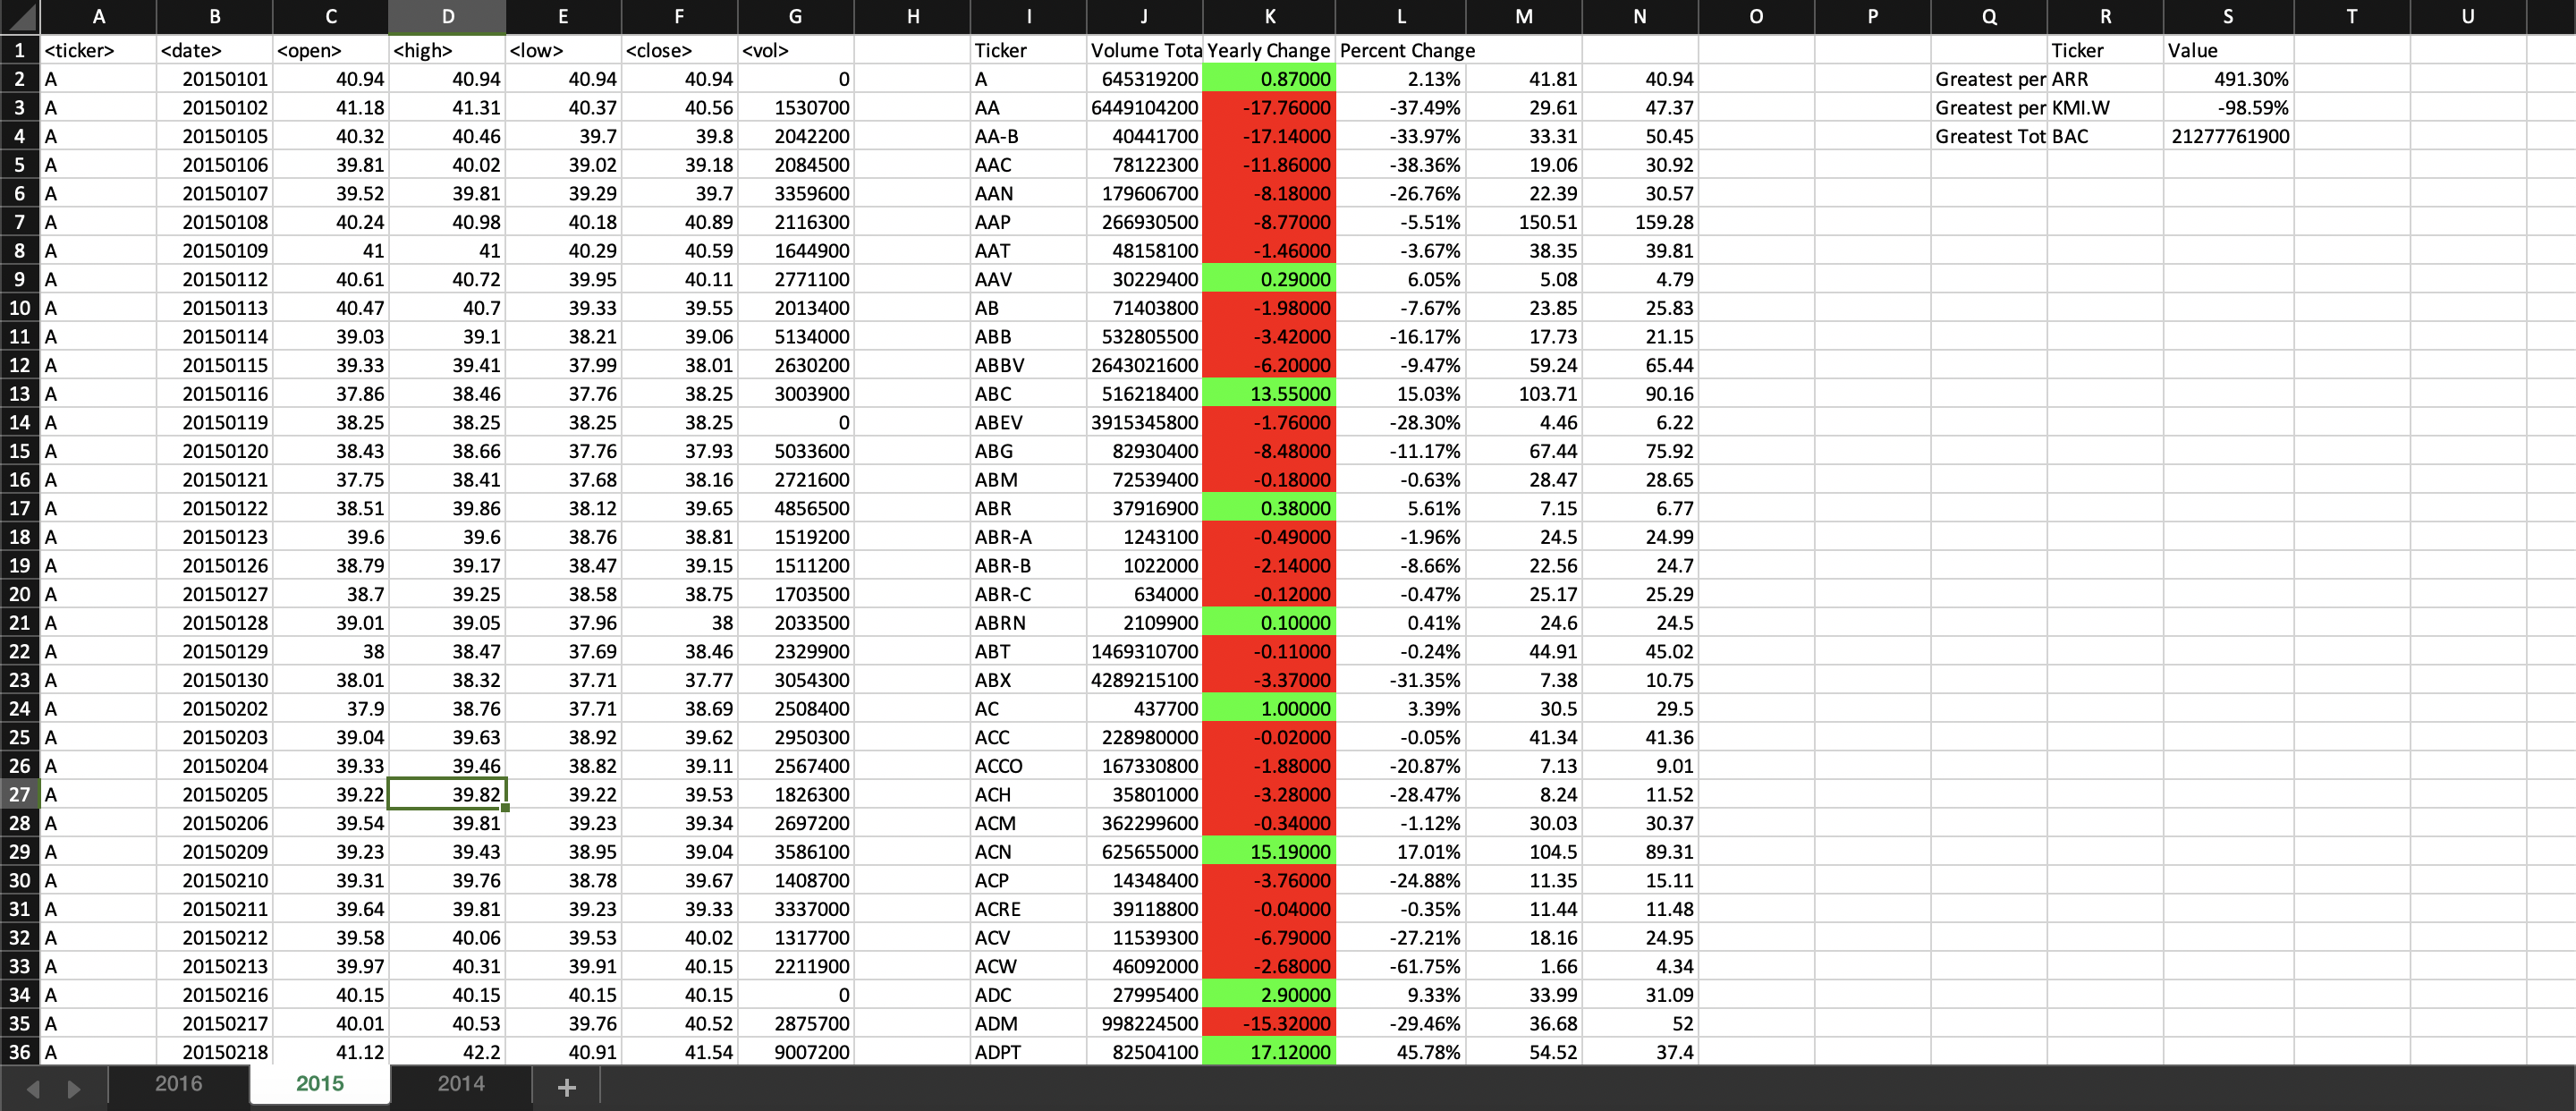 A B C D E F G H I J K L M N O P Q R S T U
1 <ticker> <date> <open> <high> <low> <close> <vol> Ticker Volume Tota Yearly Change Percent Change Ticker Value
2 A 20150101 40.94 40.94 40.94 40.94 0 A 645319200 0.87000 2.13% 41.81 40.94 Greatest per ARR 491.30%
3 A 20150102 41.18 41.31 40.37 40.56 1530700 AA 6449104200 -17.76000 -37.49% 29.61 47.37 Greatest per KMI.W -98.59%
4 A 20150105 40.32 40.46 39.7 39.8 2042200 AA-B 40441700 -17.14000 -33.97% 33.31 50.45 Greatest Tot BAC 21277761900
5 A 20150106 39.81 40.02 39.02 39.18 2084500 AAC 78122300 -11.86000 -38.36% 19.06 30.92
6 A 20150107 39.52 39.81 39.29 39.7 3359600 AAN 179606700 -8.18000 -26.76% 22.39 30.57
7 A 20150108 40.24 40.98 40.18 40.89 2116300 AAP 266930500 -8.77000 -5.51% 150.51 159.28
8 A 20150109 41 41 40.29 40.59 1644900 AAT 48158100 -1.46000 -3.67% 38.35 39.81
9 A 20150112 40.61 40.72 39.95 40.11 2771100 AAV 30229400 0.29000 6.05% 5.08 4.79
10 A 20150113 40.47 40.7 39.33 39.55 2013400 AB 71403800 -1.98000 -7.67% 23.85 25.83
11 A 20150114 39.03 39.1 38.21 39.06 5134000 ABB 532805500 -3.42000 -16.17% 17.73 21.15
12 A 20150115 39.33 39.41 37.99 38.01 2630200 ABBV 2643021600 -6.20000 -9.47% 59.24 65.44
13 A 20150116 37.86 38.46 37.76 38.25 3003900 ABC 516218400 13.55000 15.03% 103.71 90.16
14 A 20150119 38.25 38.25 38.25 38.25 0 ABEV 3915345800 -1.76000 -28.30% 4.46 6.22
15 A 20150120 38.43 38.66 37.76 37.93 5033600 ABG 82930400 -8.48000 -11.17% 67.44 75.92
16 A 20150121 37.75 38.41 37.68 38.16 2721600 ABM 72539400 -0.18000 -0.63% 28.47 28.65
17 A 20150122 38.51 39.86 38.12 39.65 4856500 ABR 37916900 0.38000 5.61% 7.15 6.77
18 A 20150123 39.6 39.6 38.76 38.81 1519200 ABR-A 1243100 -0.49000 -1.96% 24.5 24.99
19 A 20150126 38.79 39.17 38.47 39.15 1511200 ABR-B 1022000 -2.14000 -8.66% 22.56 24.7
20 A 20150127 38.7 39.25 38.58 38.75 1703500 ABR-C 634000 -0.12000 -0.47% 25.17 25.29
21 A 20150128 39.01 39.05 37.96 38 2033500 ABRN 2109900 0.10000 0.41% 24.6 24.5
22 A 20150129 38 38.47 37.69 38.46 2329900 ABT 1469310700 -0.11000 -0.24% 44.91 45.02
23 A 20150130 38.01 38.32 37.71 37.77 3054300 ABX 4289215100 -3.37000 -31.35% 7.38 10.75
24 A 20150202 37.9 38.76 37.71 38.69 2508400 AC 437700 1.00000 3.39% 30.5 29.5
25 A 20150203 39.04 39.63 38.92 39.62 2950300 ACC 228980000 -0.02000 -0.05% 41.34 41.36
26 A 20150204 39.33 39.46 38.82 39.11 2567400 ACCO 167330800 -1.88000 -20.87% 7.13 9.01
27 A 20150205 39.22 39.82 39.22 39.53 1826300 ACH 35801000 -3.28000 -28.47% 8.24 11.52
28 A 20150206 39.54 39.81 39.23 39.34 2697200 ACM 362299600 -0.34000 -1.12% 30.03 30.37
29 A 20150209 39.23 39.43 38.95 39.04 3586100 ACN 625655000 15.19000 17.01% 104.5 89.31
30 A 20150210 39.31 39.76 38.78 39.67 1408700 ACP 14348400 -3.76000 -24.88% 11.35 15.11
31 A 20150211 39.64 39.81 39.23 39.33 3337000 ACRE 39118800 -0.04000 -0.35% 11.44 11.48
32 A 20150212 39.58 40.06 39.53 40.02 1317700 ACV 11539300 -6.79000 -27.21% 18.16 24.95
33 A 20150213 39.97 40.31 39.91 40.15 2211900 ACW 46092000 -2.68000 -61.75% 1.66 4.34
34 A 20150216 40.15 40.15 40.15 40.15 0 ADC 27995400 2.90000 9.33% 33.99 31.09
35 A 20150217 40.01 40.53 39.76 40.52 2875700 ADM 998224500 -15.32000 -29.46% 36.68 52
36 A 20150218 41.12 42.2 40.91 41.54 9007200 ADPT 82504100 17.12000 45.78% 54.52 37.4
2016 2015 2014 +